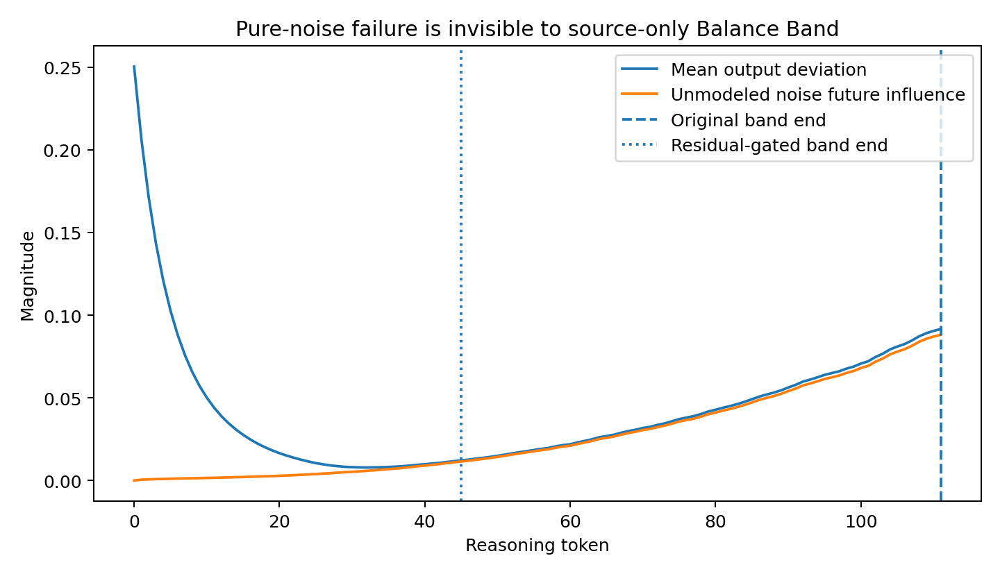 Pure-noise failure is invisible to source-only Balance Band
Mean output deviation
Unmodeled noise future influence
Original band end
Residual-gated band end
Magnitude
0.25
0.20
0.15
0.10
0.05
0.00
0 20 40 60 80 100
Reasoning token